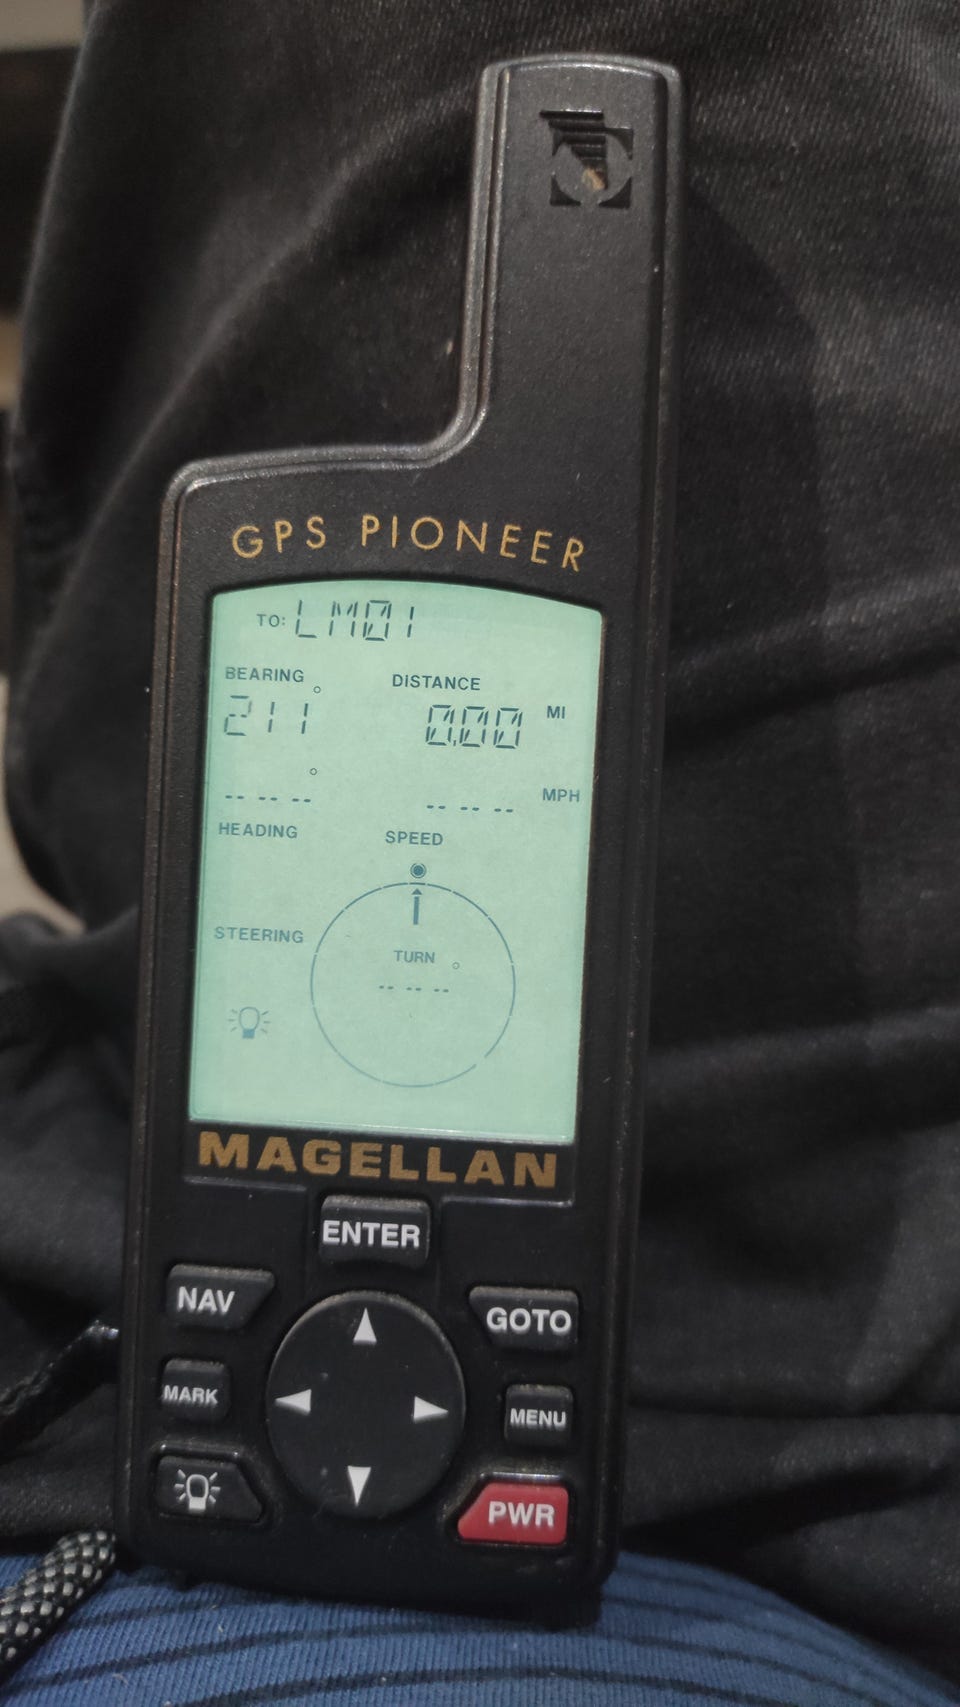 GPS PIONEER
TO: LM01
BEARING DISTANCE
211° 0.00 MI
---° --- MPH
HEADING SPEED
STEERING
TURN
---°
MAGELLAN
ENTER
NAV GOTO
MARK MENU
PWR